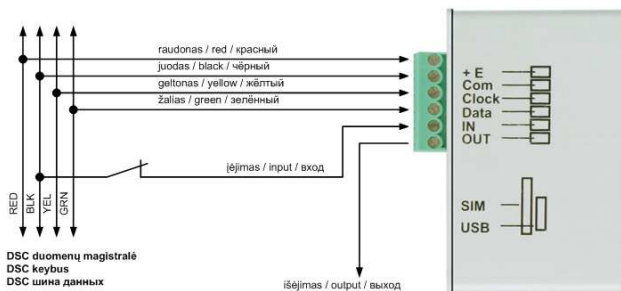 raudonas / red / красный
juodas / black / чёрный
geltonas / yellow / жёлтый
žalias / green / зелённый
įėjimas / input / вход
RED
BLK
YEL
GRN
DSC duomenų magistralė
DSC keybus
DSC шина данных
išėjimas / output / выход
+ E
Com
Clock
Data
IN
OUT
SIM
USB